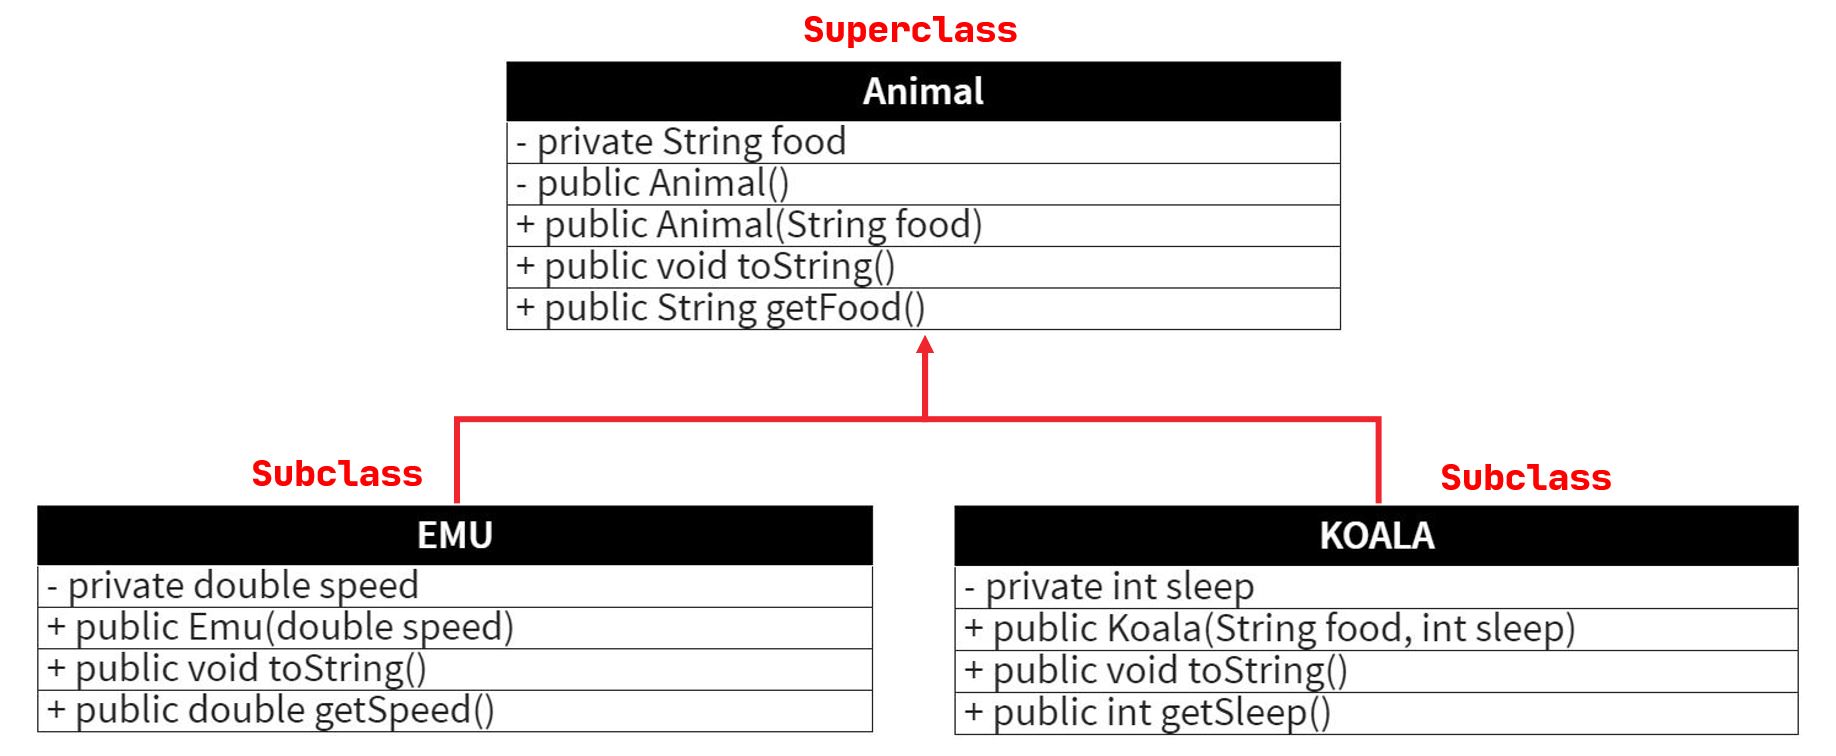 Superclass
Animal
- private String food
- public Animal()
+ public Animal(String food)
+ public void toString()
+ public String getFood()
Subclass
EMU
- private double speed
+ public Emu(double speed)
+ public void toString()
+ public double getSpeed()
Subclass
KOALA
- private int sleep
+ public Koala(String food, int sleep)
+ public void toString()
+ public int getSleep()